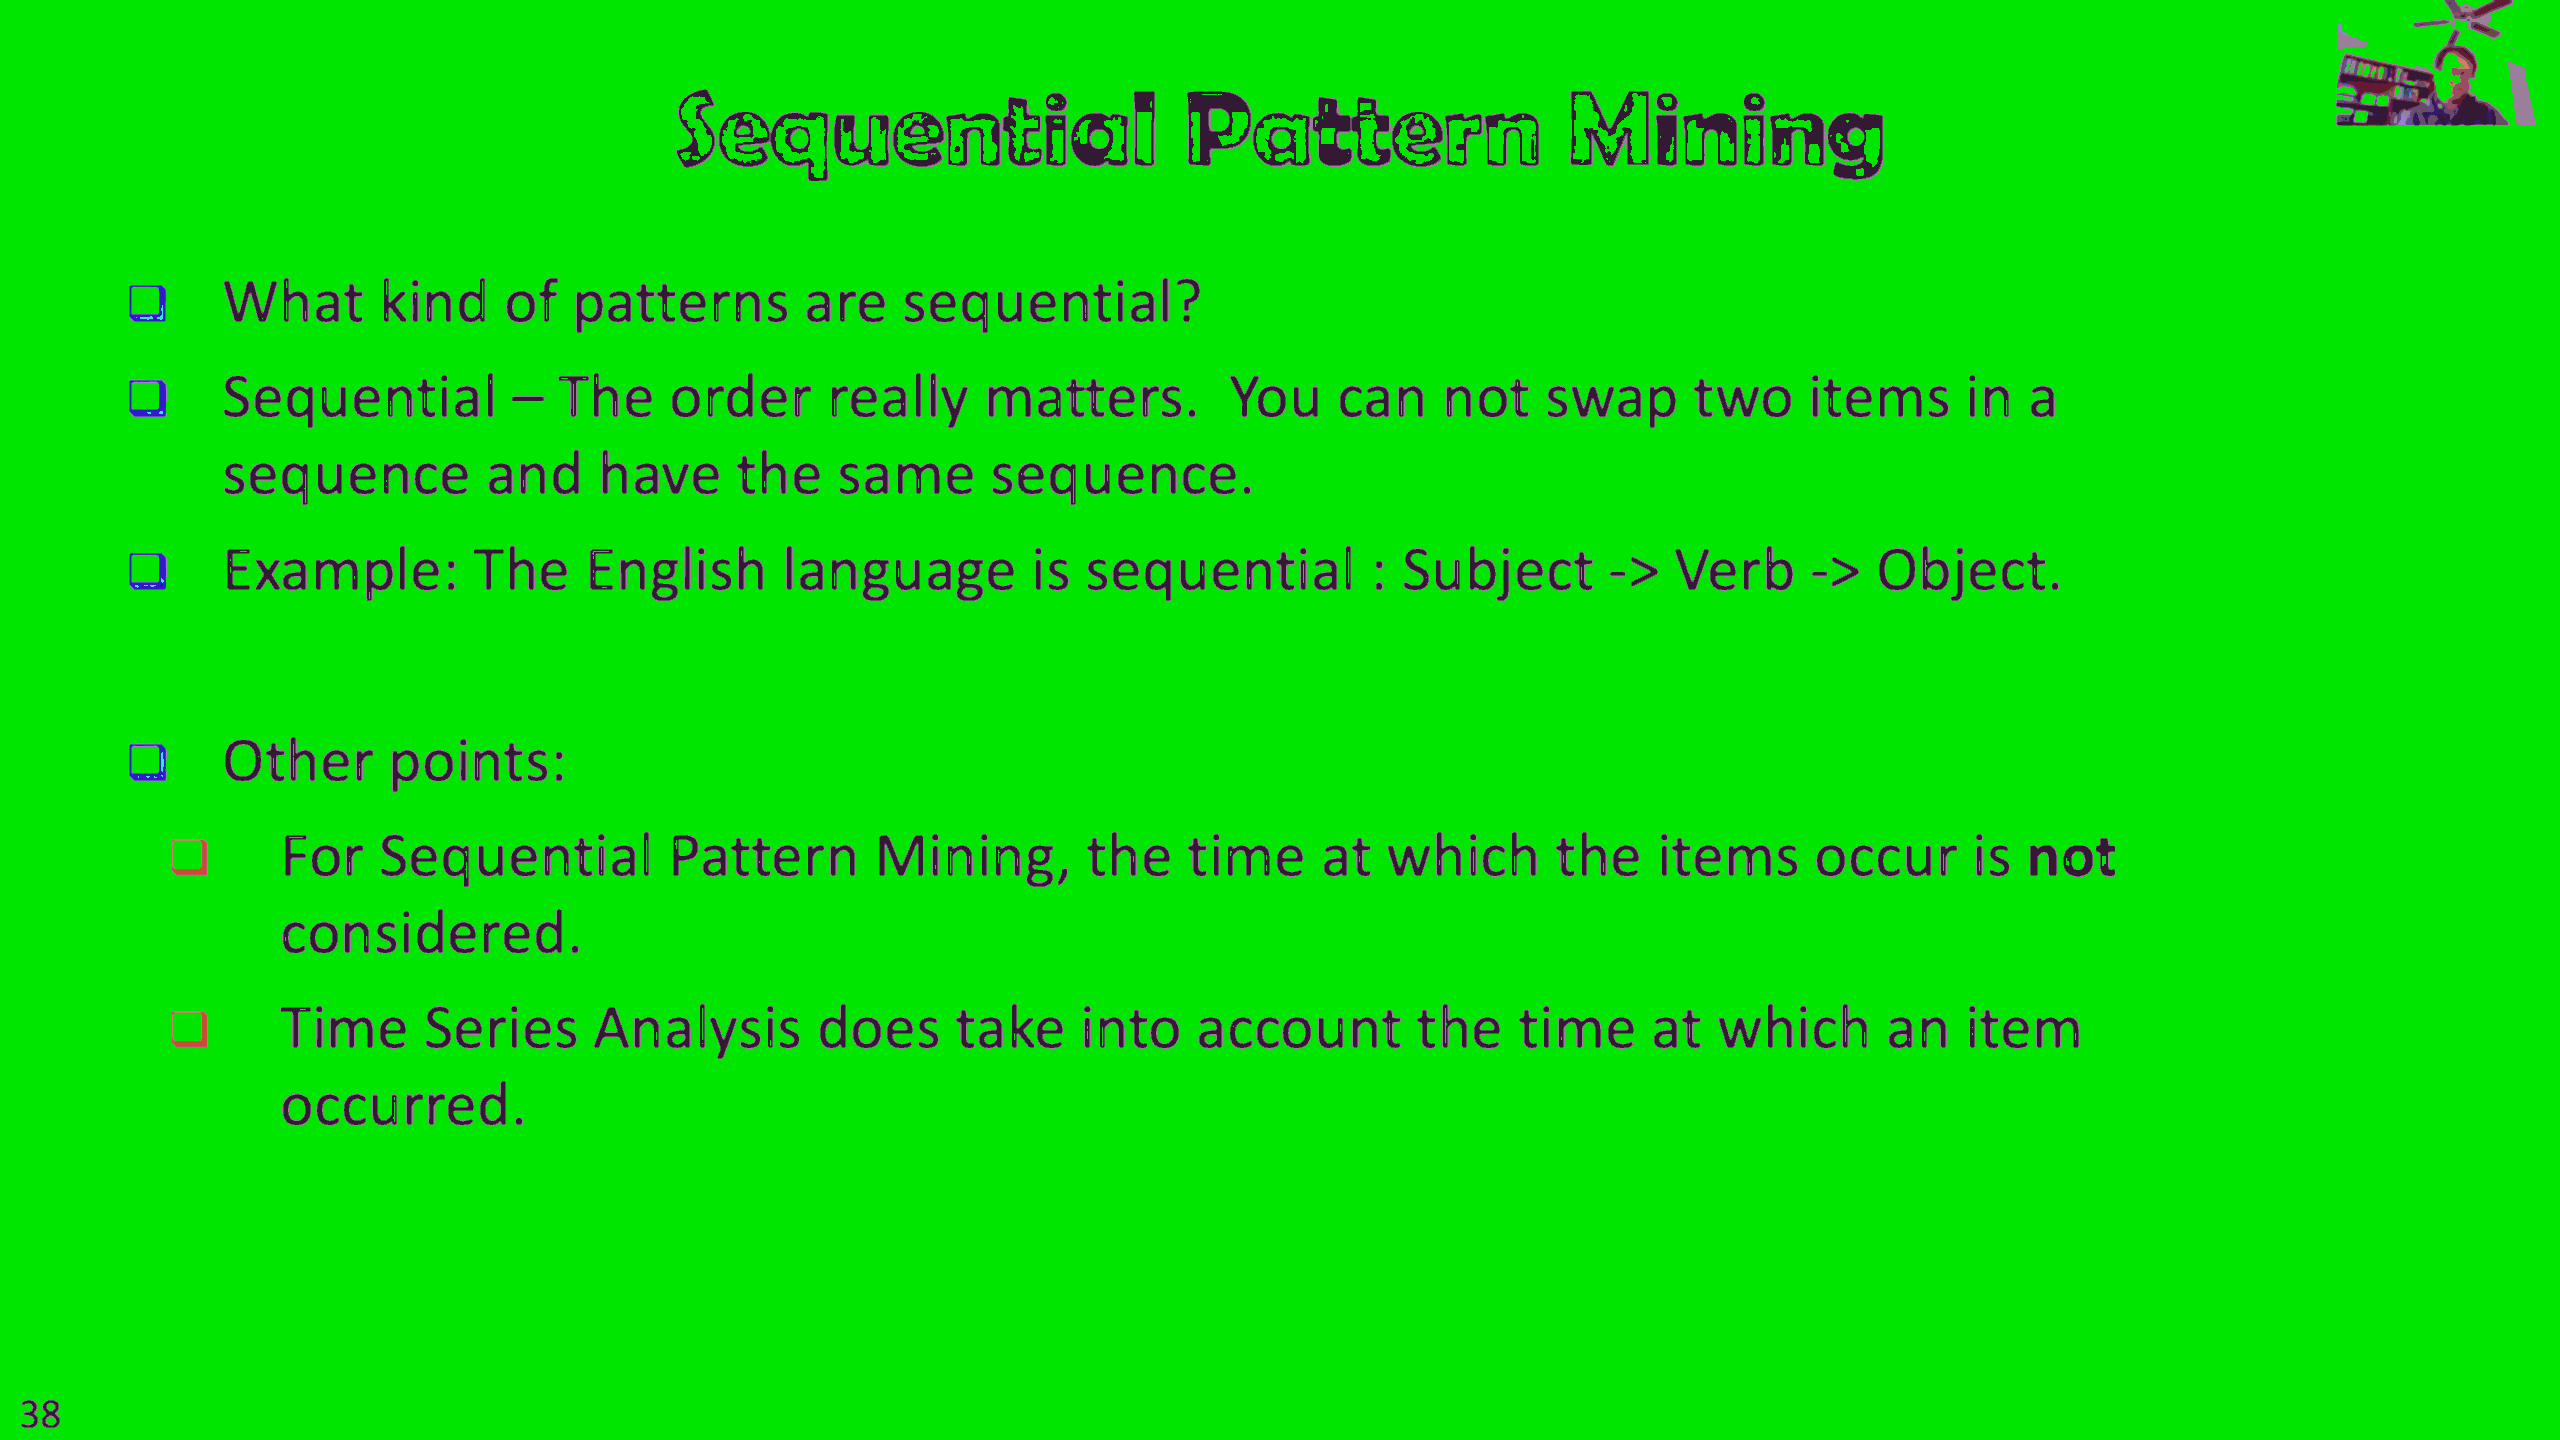 Sequential Pattern Mining
What kind of patterns are sequential?
Sequential – The order really matters.  You can not swap two items in a
sequence and have the same sequence.
Example: The English language is sequential : Subject -> Verb -> Object.
Other points:
For Sequential Pattern Mining, the time at which the items occur is not
considered.
Time Series Analysis does take into account the time at which an item
occurred.
38